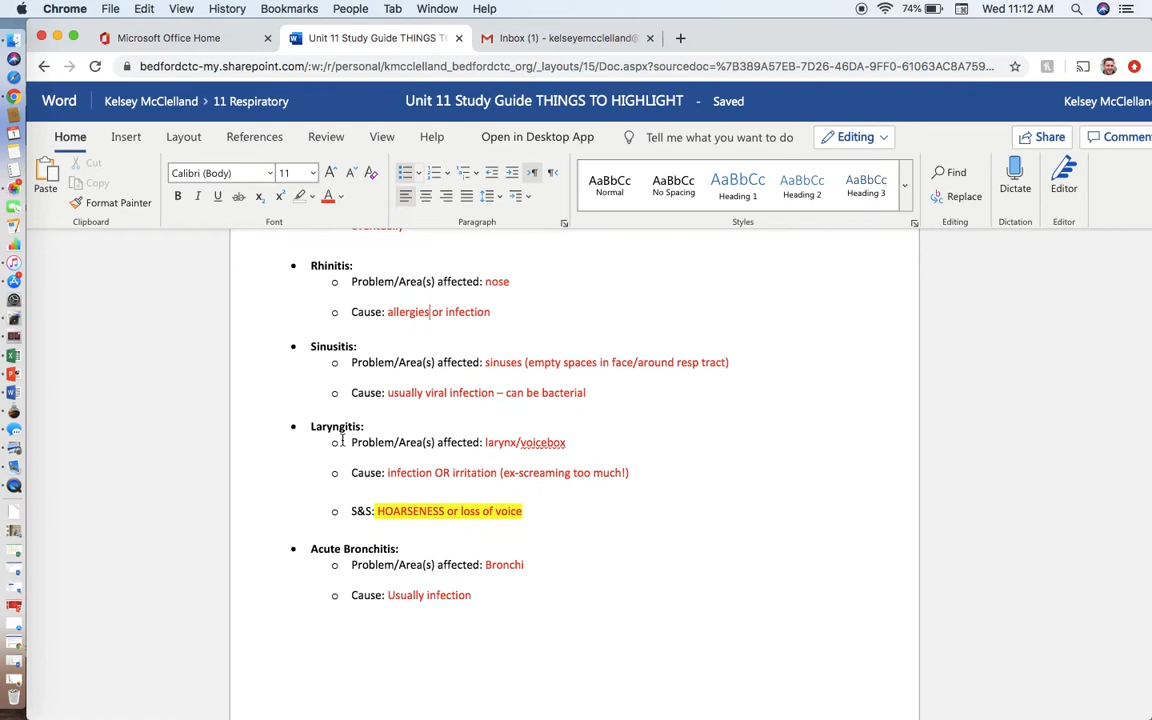 Chrome File Edit View History Bookmarks People Tab Window Help 74% Wed 11:12 AM
Microsoft Office Home Unit 11 Study Guide THINGS T Inbox (1) - kelseyemcclelland@
bedfordctc-my.sharepoint.com/:w:/r/personal/kmcclelland_bedfordctc_org/_layouts/15/Doc.aspx?sourcedoc=%7B389A57EB-7D26-46DA-9FF0-61063AC8A759...
Word Kelsey McClelland > 11 Respiratory Unit 11 Study Guide THINGS TO HIGHLIGHT - Saved Kelsey McClelland
Home Insert Layout References Review View Help Open in Desktop App Tell me what you want to do Editing Share Commen
Paste Cut Copy Format Painter
Calibri (Body) 11
AaBbCc AaBbCc AaBbCc AaBbCc AaBbCc
Normal No Spacing Heading 1 Heading 2 Heading 3
Find Replace Dictate Editor
Clipboard Font Paragraph Styles Editing Dictation Editor
eventually
• Rhinitis:
o Problem/Area(s) affected: nose
o Cause: allergies or infection
• Sinusitis:
o Problem/Area(s) affected: sinuses (empty spaces in face/around resp tract)
o Cause: usually viral infection – can be bacterial
• Laryngitis:
o Problem/Area(s) affected: larynx/voicebox
o Cause: infection OR irritation (ex-screaming too much!)
o S&S: HOARSENESS or loss of voice
• Acute Bronchitis:
o Problem/Area(s) affected: Bronchi
o Cause: Usually infection